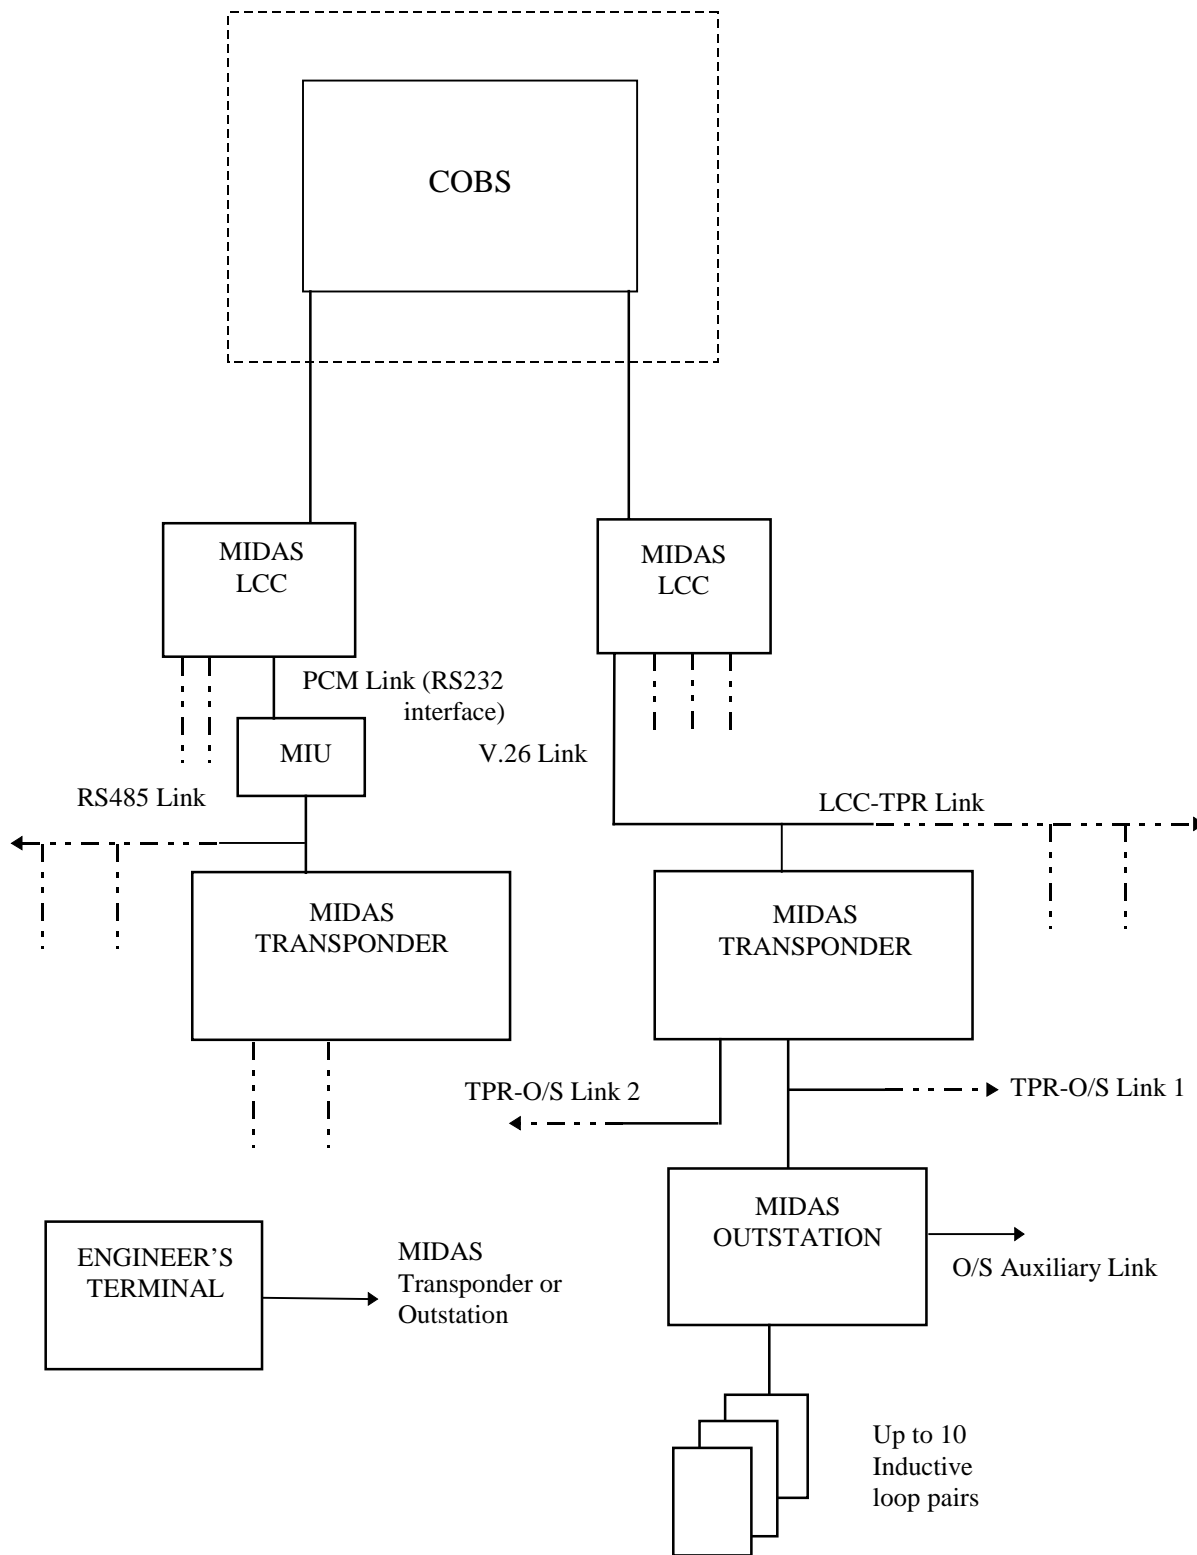 COBS
MIDAS
LCC
MIDAS
LCC
PCM Link (RS232
interface)
MIU
V.26 Link
RS485 Link
LCC-TPR Link
MIDAS
TRANSPONDER
MIDAS
TRANSPONDER
TPR-O/S Link 2
TPR-O/S Link 1
MIDAS
OUTSTATION
ENGINEER’S
TERMINAL
MIDAS
Transponder or
Outstation
O/S Auxiliary Link
Up to 10
Inductive
loop pairs